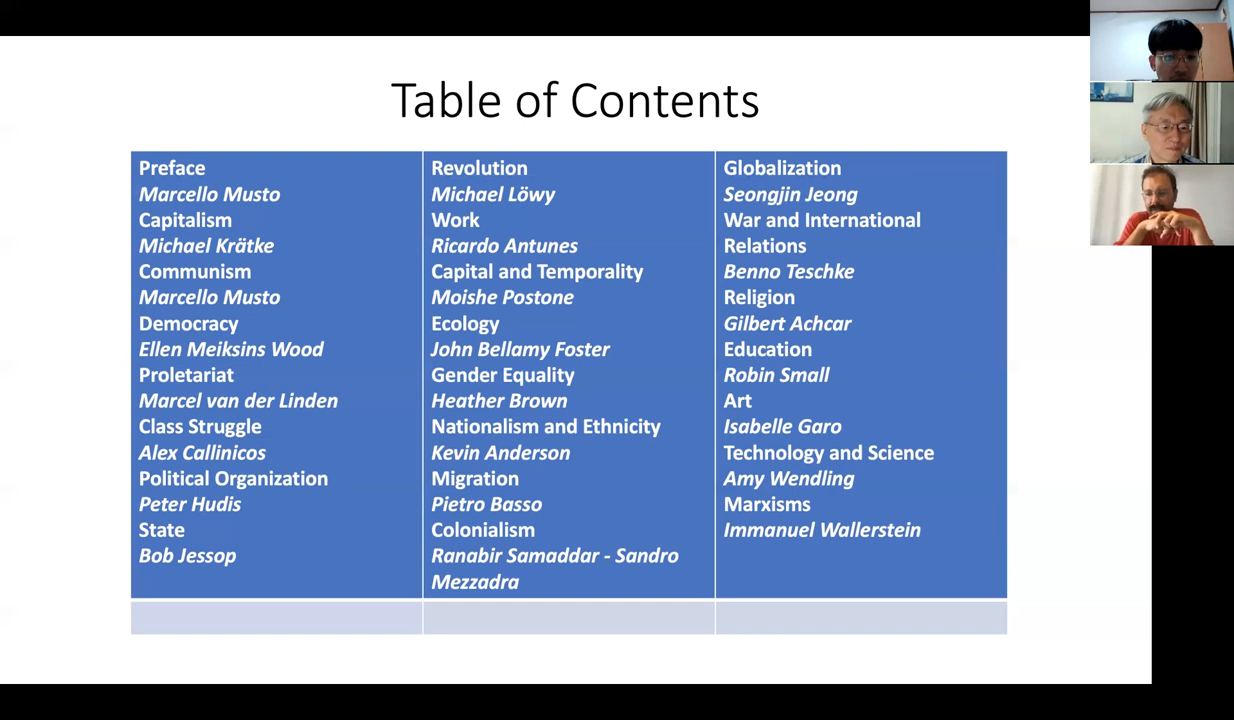 Table of Contents
Preface
Marcello Musto
Capitalism
Michael Krätke
Communism
Marcello Musto
Democracy
Ellen Meiksins Wood
Proletariat
Marcel van der Linden
Class Struggle
Alex Callinicos
Political Organization
Peter Hudis
State
Bob Jessop
Revolution
Michael Löwy
Work
Ricardo Antunes
Capital and Temporality
Moishe Postone
Ecology
John Bellamy Foster
Gender Equality
Heather Brown
Nationalism and Ethnicity
Kevin Anderson
Migration
Pietro Basso
Colonialism
Ranabir Samaddar - Sandro
Mezzadra
Globalization
Seongjin Jeong
War and International
Relations
Benno Teschke
Religion
Gilbert Achcar
Education
Robin Small
Art
Isabelle Garo
Technology and Science
Amy Wendling
Marxisms
Immanuel Wallerstein